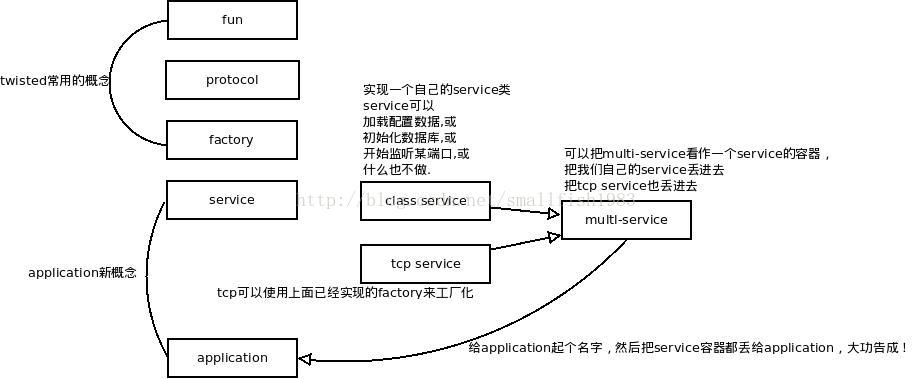 fun
twisted常用的概念
protocol
factory
实现一个自己的service类
service可以
加载配置数据,或
初始化数据库,或
开始监听某端口,或
什么也不做.
可以把multi-service看作一个service的容器，
把我们自己的service丢进去
把tcp service也丢进去
service
http://blog.csdn.net/smallfish1983
class service
multi-service
tcp service
application新概念
tcp可以使用上面已经实现的factory来工厂化
给application起个名字，然后把service容器都丢给application，大功告成！
application